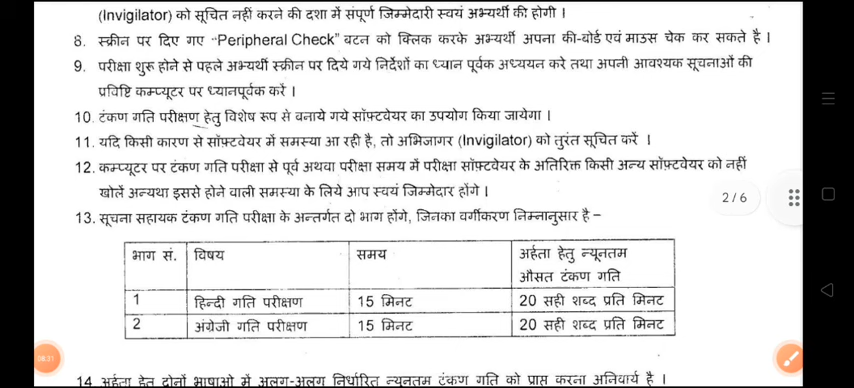 (Invigilator) को सूचित नहीं करने की दशा में संपूर्ण जिम्मेदारी स्वयं अभ्यर्थी की होगी ।
8. स्क्रीन पर दिए गए "Peripheral Check" बटन को क्लिक करके अभ्यर्थी अपना की-बोर्ड एवं माउस चेक कर सकते है ।
9. परीक्षा शुरू होने से पहले अभ्यर्थी स्क्रीन पर दिये गये निर्देशों का ध्यान पूर्वक अध्ययन करे तथा अपनी आवश्यक सूचनाओं की
प्रविष्टि कम्प्यूटर पर ध्यानपूर्वक करें ।
10. टंकण गति परीक्षण हेतु विशेष रूप से बनाये गये सॉफ़्टवेयर का उपयोग किया जायेगा ।
11. यदि किसी कारण से सॉफ़्टवेयर में समस्या आ रही है, तो अभिजागर (Invigilator) को तुरंत सूचित करें ।
12. कम्प्यूटर पर टंकण गति परीक्षा से पूर्व अथवा परीक्षा समय में परीक्षा सॉफ़्टवेयर के अतिरिक्त किसी अन्य सॉफ़्टवेयर को नहीं
खोलें अन्यथा इससे होने वाली समस्या के लिये आप स्वयं जिम्मेदार होंगे ।
2/6
13. सूचना सहायक टंकण गति परीक्षा के अन्तर्गत दो भाग होंगे, जिनका वर्गीकरण निम्नानुसार है –
भाग सं. विषय समय अर्हता हेतु न्यूनतम
औसत टंकण गति
1 हिन्दी गति परीक्षण 15 मिनट 20 सही शब्द प्रति मिनट
2 अंग्रेजी गति परीक्षण 15 मिनट 20 सही शब्द प्रति मिनट
08:21
14. अर्हता हेतु दोनों भाषाओ में अलग-अलग निर्धारित न्यूनतम टंकण गति को प्राप्त करना अनिवार्य है ।